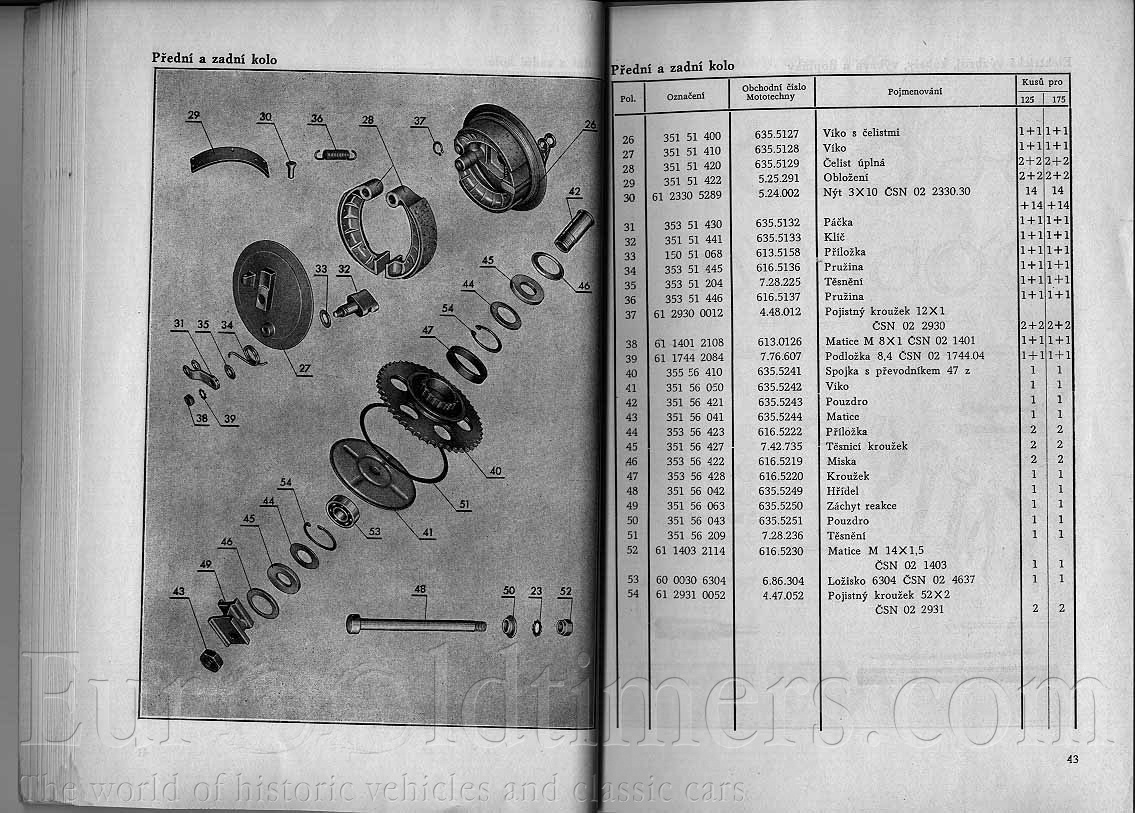 Přední a zadní kolo
29
30
36
28
37
26
42
45
46
44
33
32
54
31
35
34
47
27
38
39
40
54
51
44
53
41
45
46
49
43
48
50
23
52
Přední a zadní kolo
Pol. Označení Obchodní číslo Mototechny Pojmenování Kusů pro
125 175
26 351 51 400 635.5127 Víko s čelistmi 1+1 1+1
27 351 51 410 635.5128 Víko 1+1 1+1
28 351 51 420 635.5129 Čelist úplná 2+2 2+2
29 351 51 422 5.25.291 Obložení 2+2 2+2
30 61 2330 5289 5.24.002 Nýt 3X10 ČSN 02 2330.30 14 14
+14 +14
31 353 51 430 635.5132 Páčka 1+1 1+1
32 351 51 441 635.5133 Klíč 1+1 1+1
33 150 51 068 613.5158 Příložka 1+1 1+1
34 353 51 445 616.5136 Pružina 1+1 1+1
35 353 51 204 7.28.225 Těsnění 1+1 1+1
36 353 51 446 616.5137 Pružina 1+1 1+1
37 61 2930 0012 4.48.012 Pojistný kroužek 12X1
ČSN 02 2930 2+2 2+2
38 61 1401 2108 613.0126 Matice M 8X1 ČSN 02 1401 1+1 1+1
39 61 1744 2084 7.76.607 Podložka 8,4 ČSN 02 1744.04 1+1 1+1
40 355 56 410 635.5241 Spojka s převodníkem 47 z 1 1
41 351 56 050 635.5242 Víko 1 1
42 351 56 421 635.5243 Pouzdro 1 1
43 351 56 041 635.5244 Matice 1 1
44 353 56 423 616.5222 Příložka 2 2
45 351 56 427 7.42.735 Těsnicí kroužek 2 2
46 353 56 422 616.5219 Miska 2 2
47 353 56 428 616.5220 Kroužek 1 1
48 351 56 042 635.5249 Hřídel 1 1
49 351 56 063 635.5250 Záchyt reakce 1 1
50 351 56 043 635.5251 Pouzdro 1 1
51 351 56 209 7.28.236 Těsnění 1 1
52 61 1403 2114 616.5230 Matice M 14X1,5
ČSN 02 1403 1 1
53 60 0030 6304 6.86.304 Ložisko 6304 ČSN 02 4637 1 1
54 61 2931 0052 4.47.052 Pojistný kroužek 52X2
ČSN 02 2931 2 2
43
EuroOldtimers.com
The world of historic vehicles and classic cars